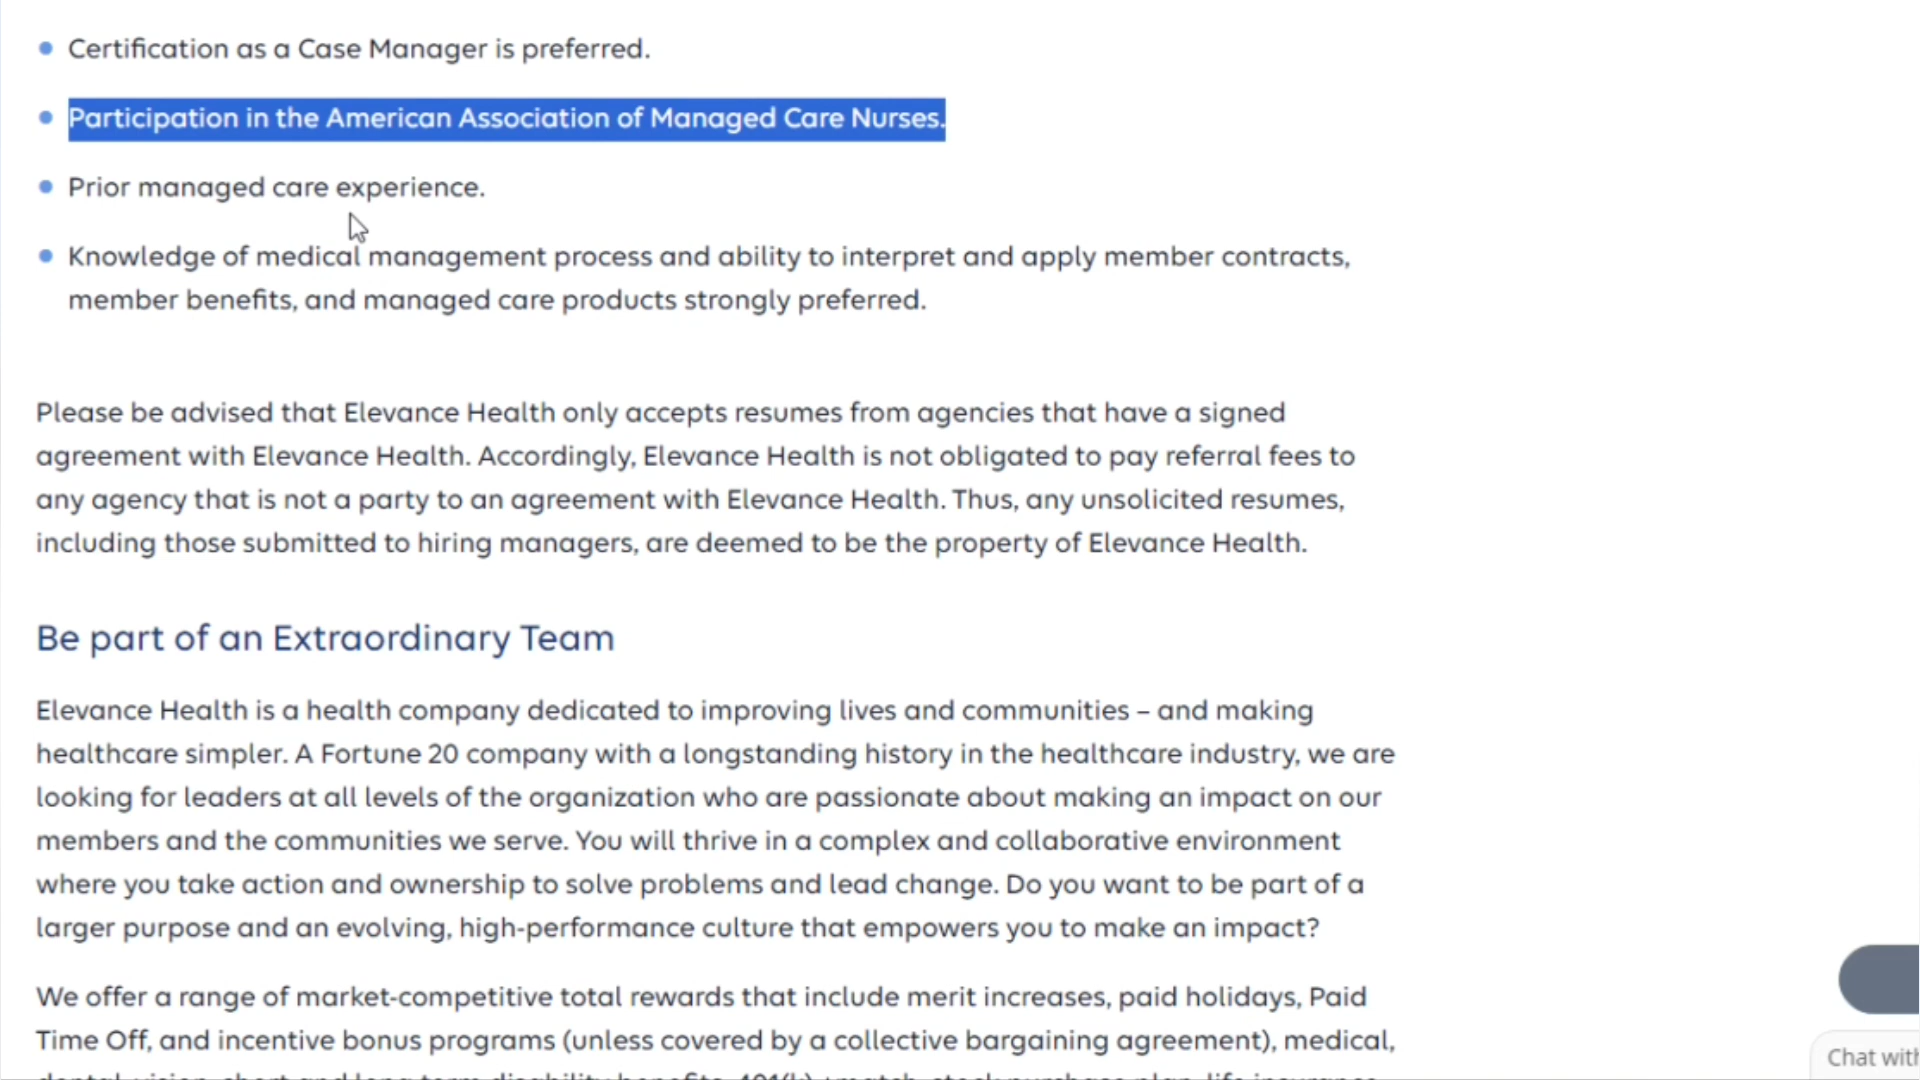 Certification as a Case Manager is preferred.
Participation in the American Association of Managed Care Nurses.
Prior managed care experience.
Knowledge of medical management process and ability to interpret and apply member contracts,
member benefits, and managed care products strongly preferred.
Please be advised that Elevance Health only accepts resumes from agencies that have a signed
agreement with Elevance Health. Accordingly, Elevance Health is not obligated to pay referral fees to
any agency that is not a party to an agreement with Elevance Health. Thus, any unsolicited resumes,
including those submitted to hiring managers, are deemed to be the property of Elevance Health.
Be part of an Extraordinary Team
Elevance Health is a health company dedicated to improving lives and communities – and making
healthcare simpler. A Fortune 20 company with a longstanding history in the healthcare industry, we are
looking for leaders at all levels of the organization who are passionate about making an impact on our
members and the communities we serve. You will thrive in a complex and collaborative environment
where you take action and ownership to solve problems and lead change. Do you want to be part of a
larger purpose and an evolving, high-performance culture that empowers you to make an impact?
We offer a range of market-competitive total rewards that include merit increases, paid holidays, Paid
Time Off, and incentive bonus programs (unless covered by a collective bargaining agreement), medical,
Chat with